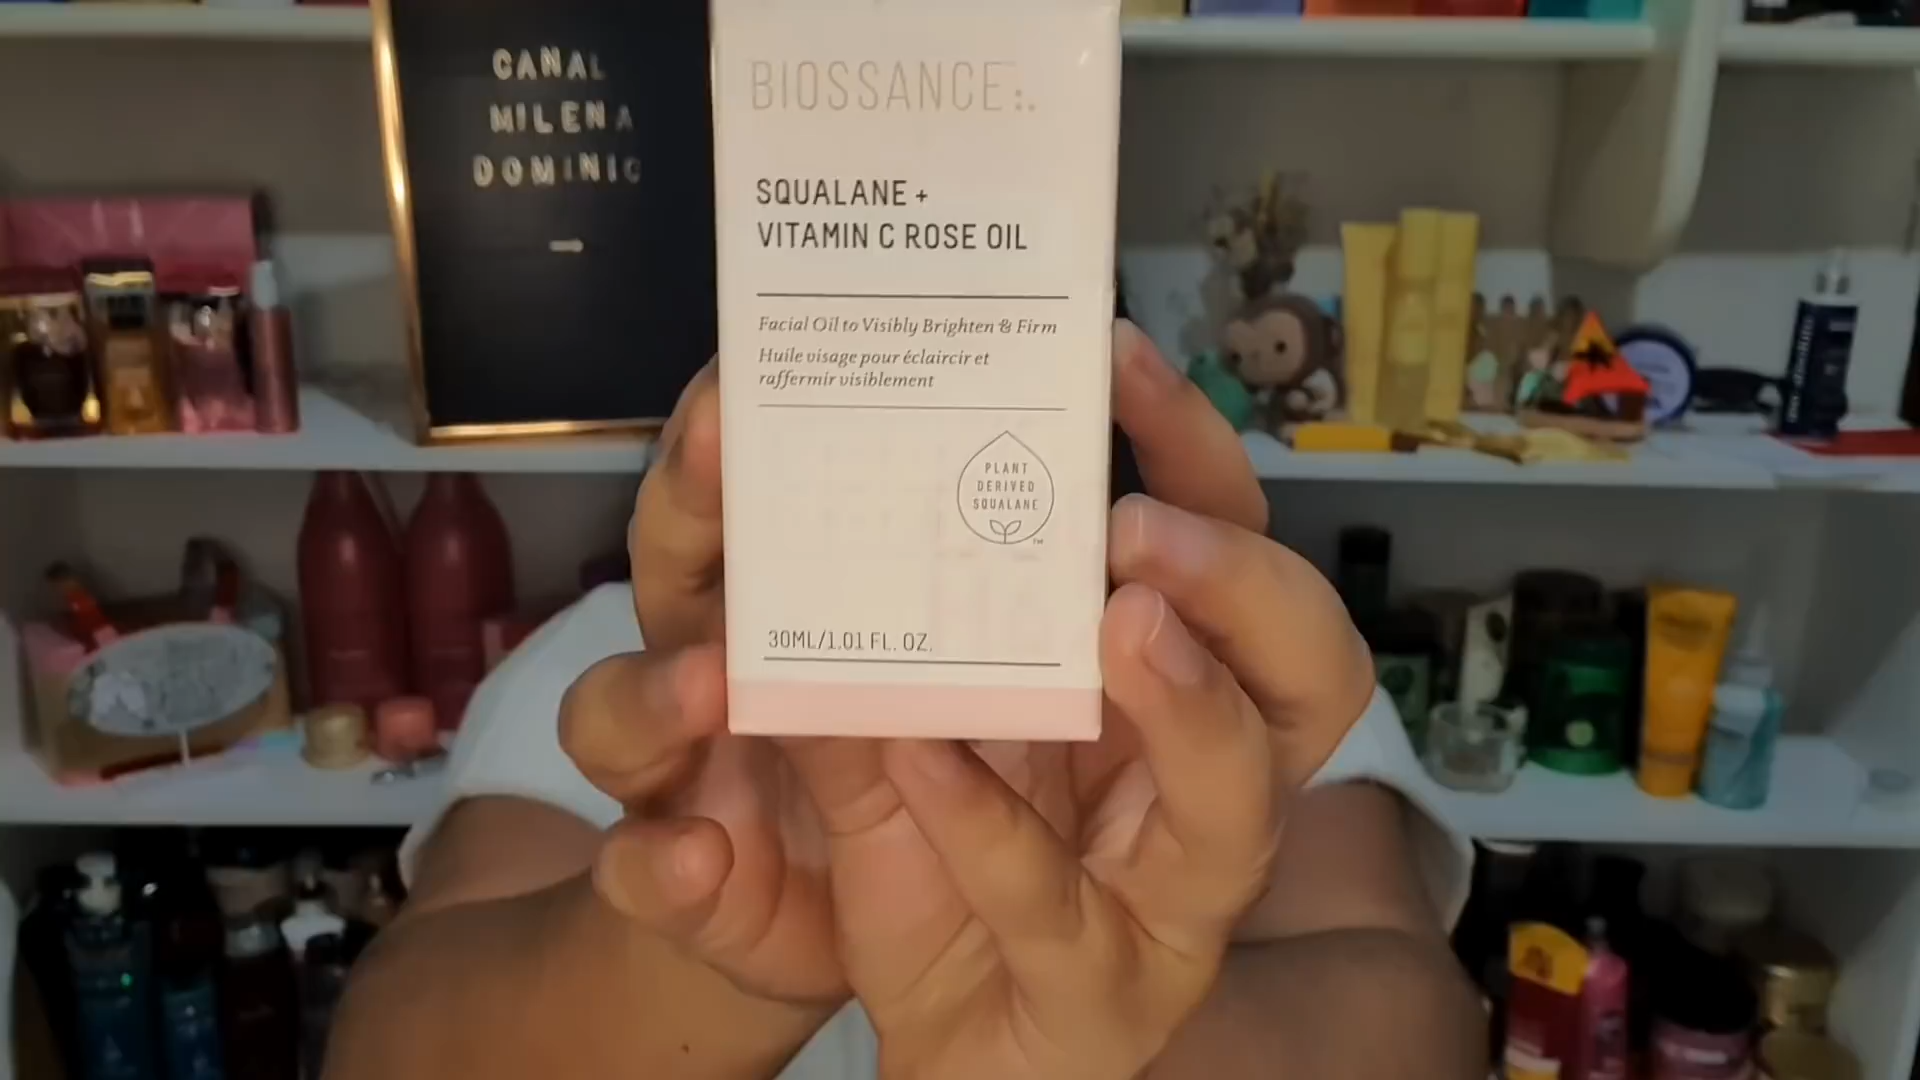 CANAL
MILENA
DOMINIC
BIOSSANCE:.
SQUALANE +
VITAMIN C ROSE OIL
Facial Oil to Visibly Brighten & Firm
Huile visage pour éclaircir et
raffermir visiblement
PLANT
DERIVED
SQUALANE
TM
30ML/1.01 FL. OZ.